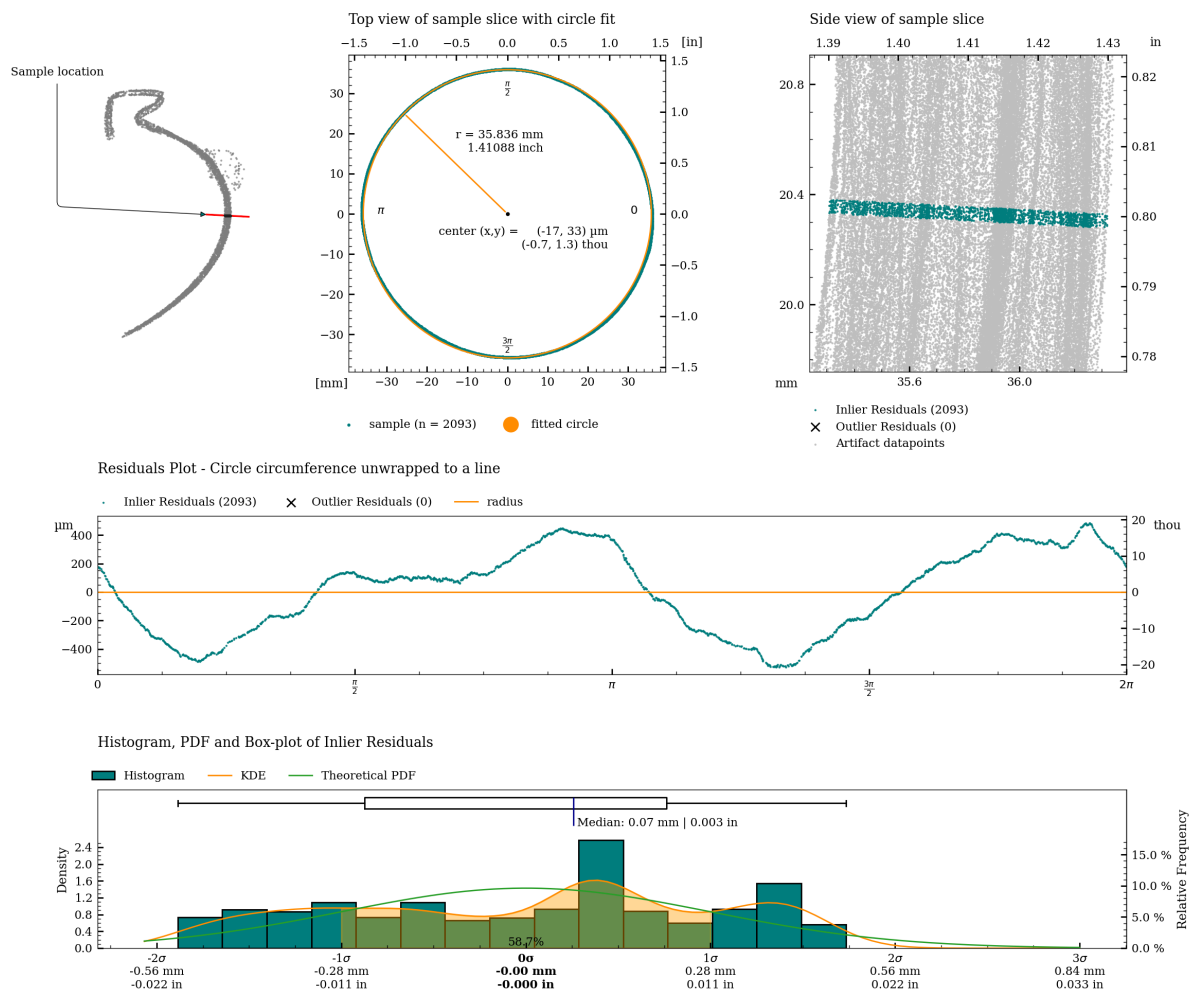 Top view of sample slice with circle fit
Side view of sample slice
−1.5 −1.0 −0.5 0.0 0.5 1.0 1.5 [in]
1.39 1.40 1.41 1.42 1.43 in
Sample location
30 20 10 0 −10 −20 −30
1.5 1.0 0.5 0.0 −0.5 −1.0 −1.5
π/2
r = 35.836 mm
1.41088 inch
π
0
center (x,y) = (-17, 33) µm
(-0.7, 1.3) thou
3π/2
[mm] −30 −20 −10 0 10 20 30
20.8 20.4 20.0
0.82 0.81 0.80 0.79 0.78
mm 35.6 36.0
sample (n = 2093) fitted circle
Inlier Residuals (2093)
Outlier Residuals (0)
Artifact datapoints
Residuals Plot - Circle circumference unwrapped to a line
Inlier Residuals (2093) Outlier Residuals (0) radius
µm 400 200 0 −200 −400
20 10 0 −10 −20 thou
0 π/2 π 3π/2 2π
Histogram, PDF and Box-plot of Inlier Residuals
Histogram KDE Theoretical PDF
Median: 0.07 mm | 0.003 in
Density
2.4 2.0 1.6 1.2 0.8 0.4 0.0
15.0 % 10.0 % 5.0 % 0.0 %
Relative Frequency
58.7%
-2σ -1σ 0σ 1σ 2σ 3σ
-0.56 mm -0.28 mm -0.00 mm 0.28 mm 0.56 mm 0.84 mm
-0.022 in -0.011 in -0.000 in 0.011 in 0.022 in 0.033 in